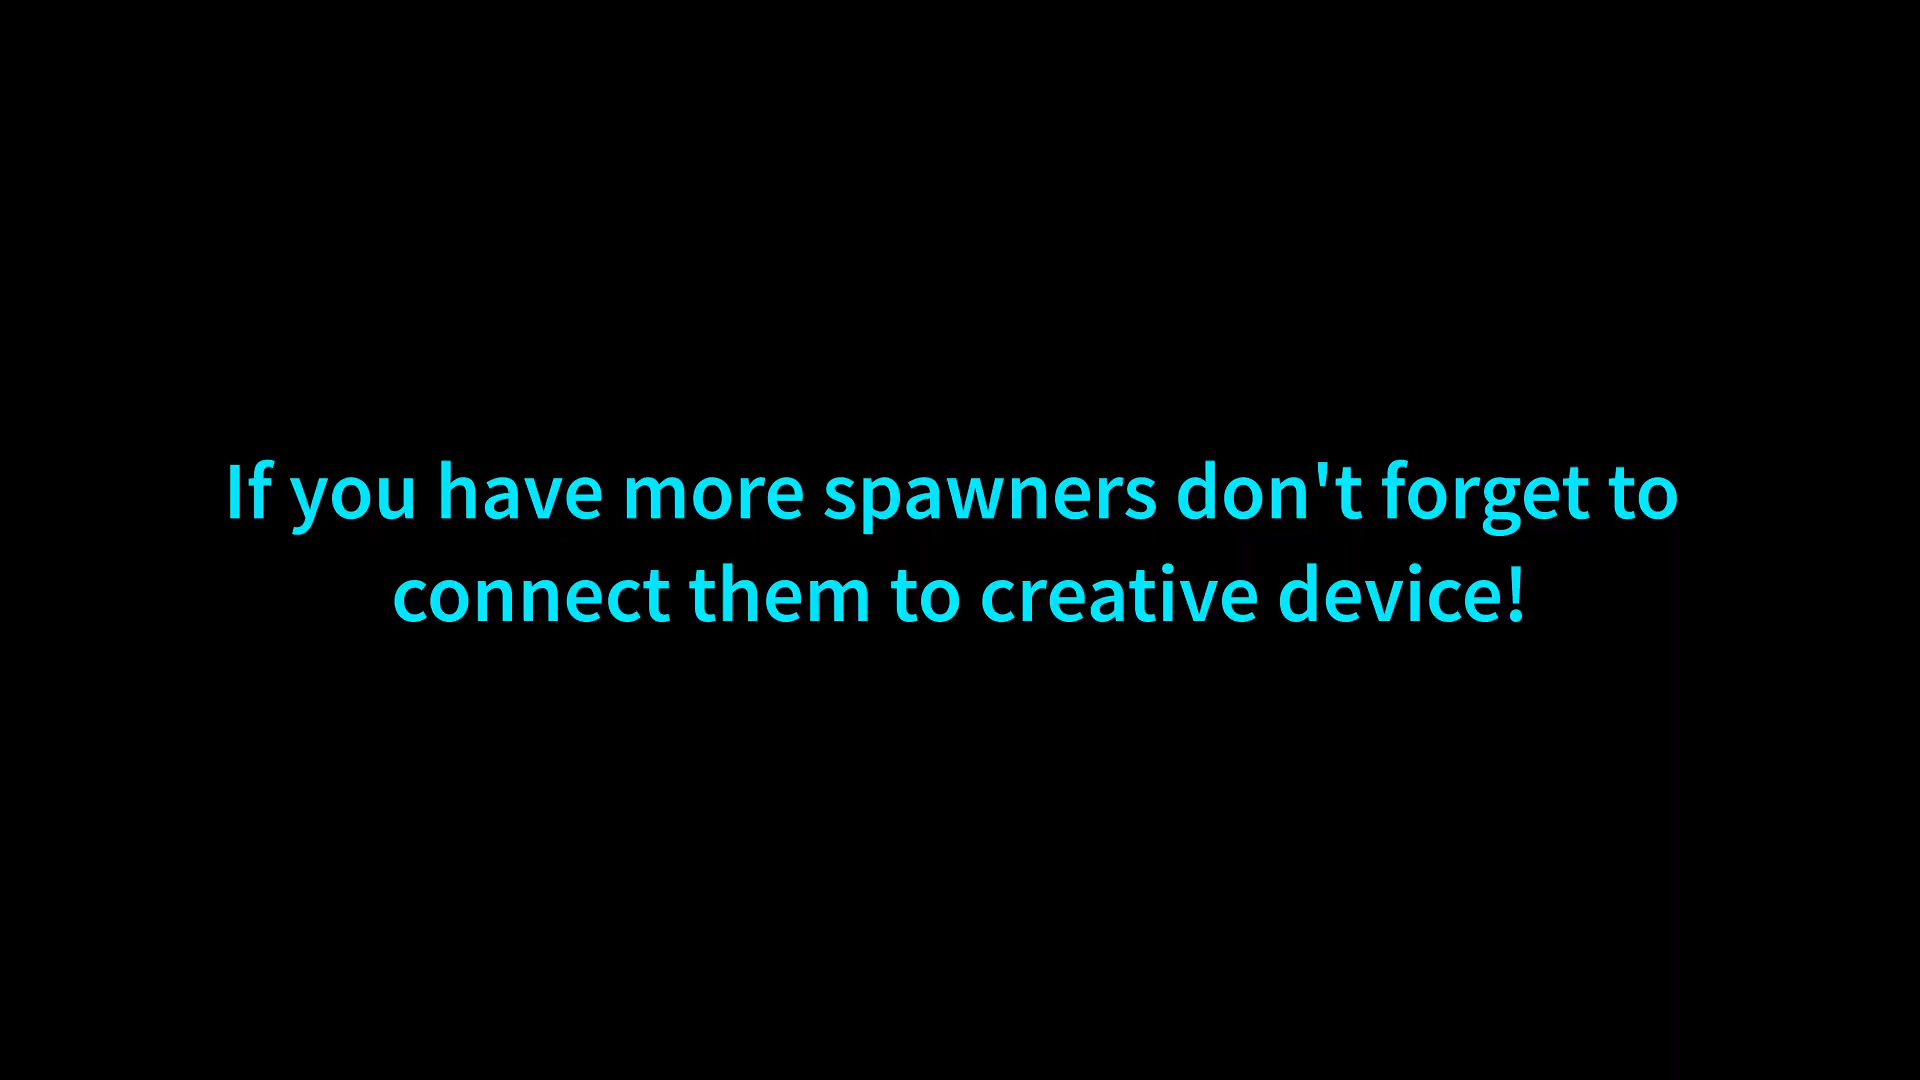 If you have more spawners don't forget to
connect them to creative device!